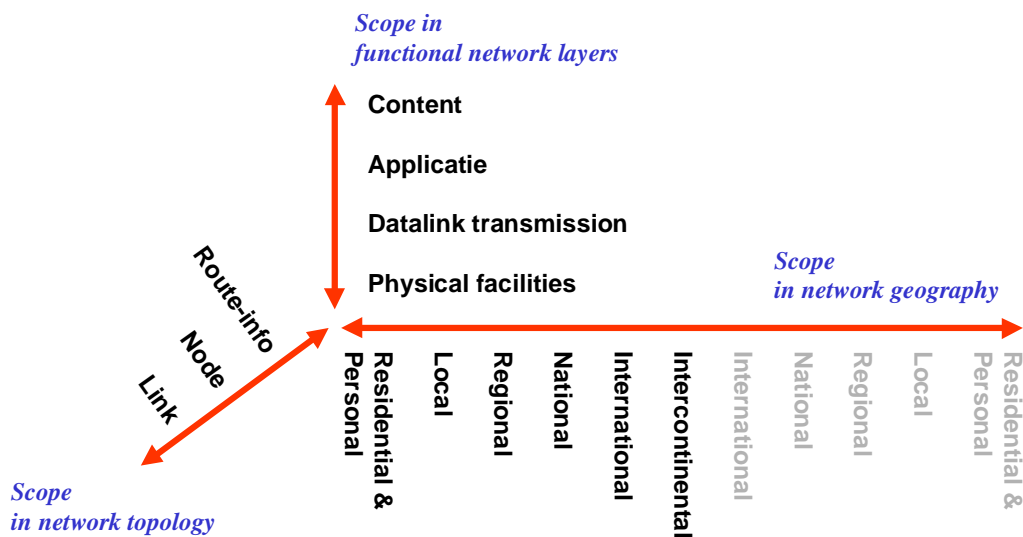 Scope in
functional network layers
Content
Applicatie
Datalink transmission
Physical facilities
Scope
in network geography
Route-info
Node
Link
Residential &
Personal
Local
Regional
National
International
Intercontinental
International
National
Regional
Local
Residential &
Personal
Scope
in network topology